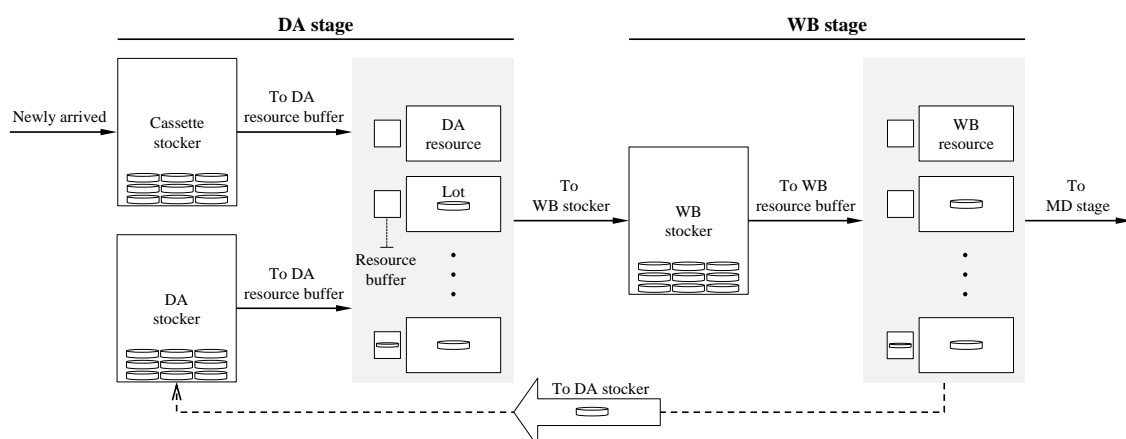 DA stage
WB stage
Newly arrived
Cassette
stocker
To DA
resource buffer
DA
resource
Lot
Resource
buffer
To
WB stocker
WB
stocker
To WB
resource buffer
WB
resource
To
MD stage
DA
stocker
To DA
resource buffer
To DA stocker